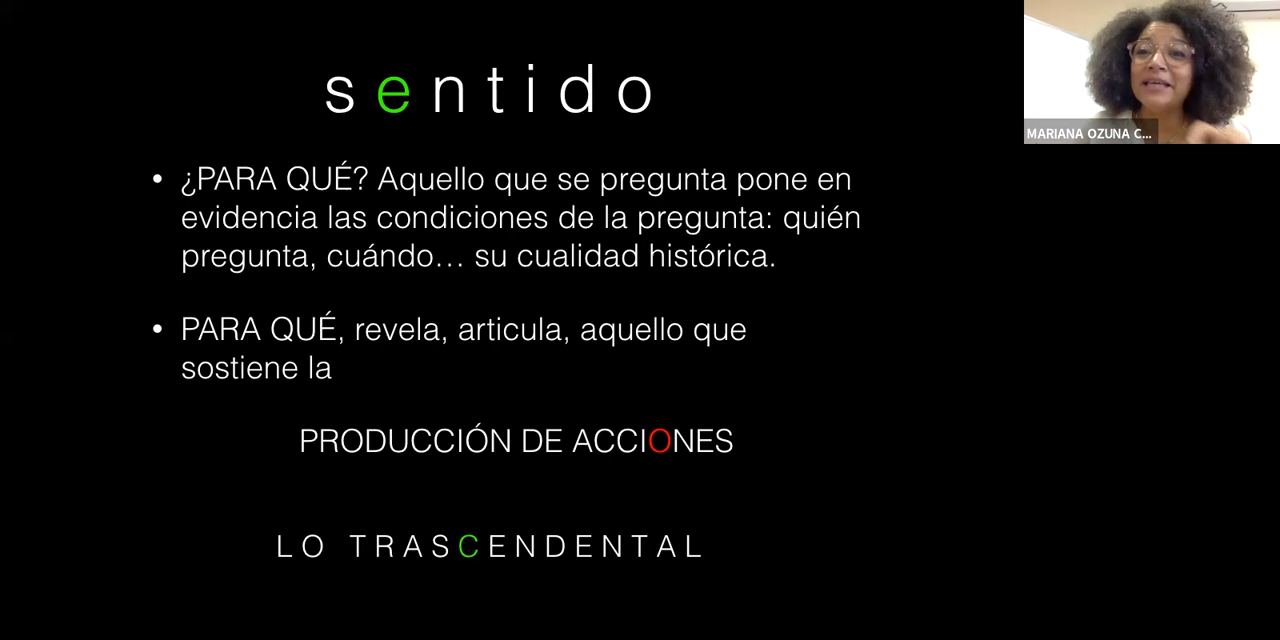 s e n t i d o
MARIANA OZUNA C...
• ¿PARA QUÉ? Aquello que se pregunta pone en
evidencia las condiciones de la pregunta: quién
pregunta, cuándo… su cualidad histórica.
• PARA QUÉ, revela, articula, aquello que
sostiene la
PRODUCCIÓN DE ACCIONES
L O T R A S C E N D E N T A L